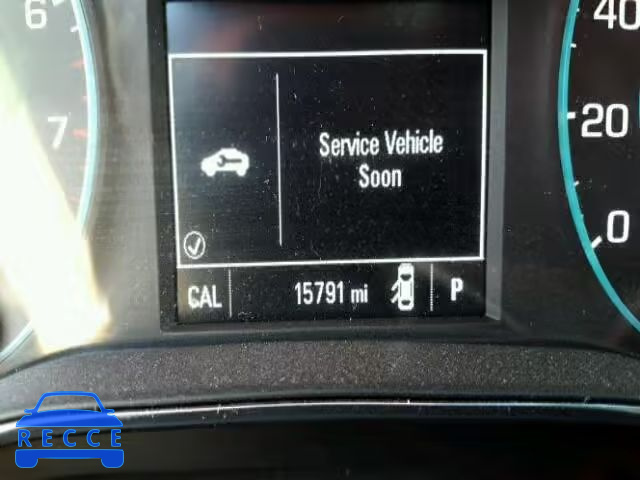 6
7
40
20
0
Service Vehicle
Soon
CAL 15791 mi P
RECCE